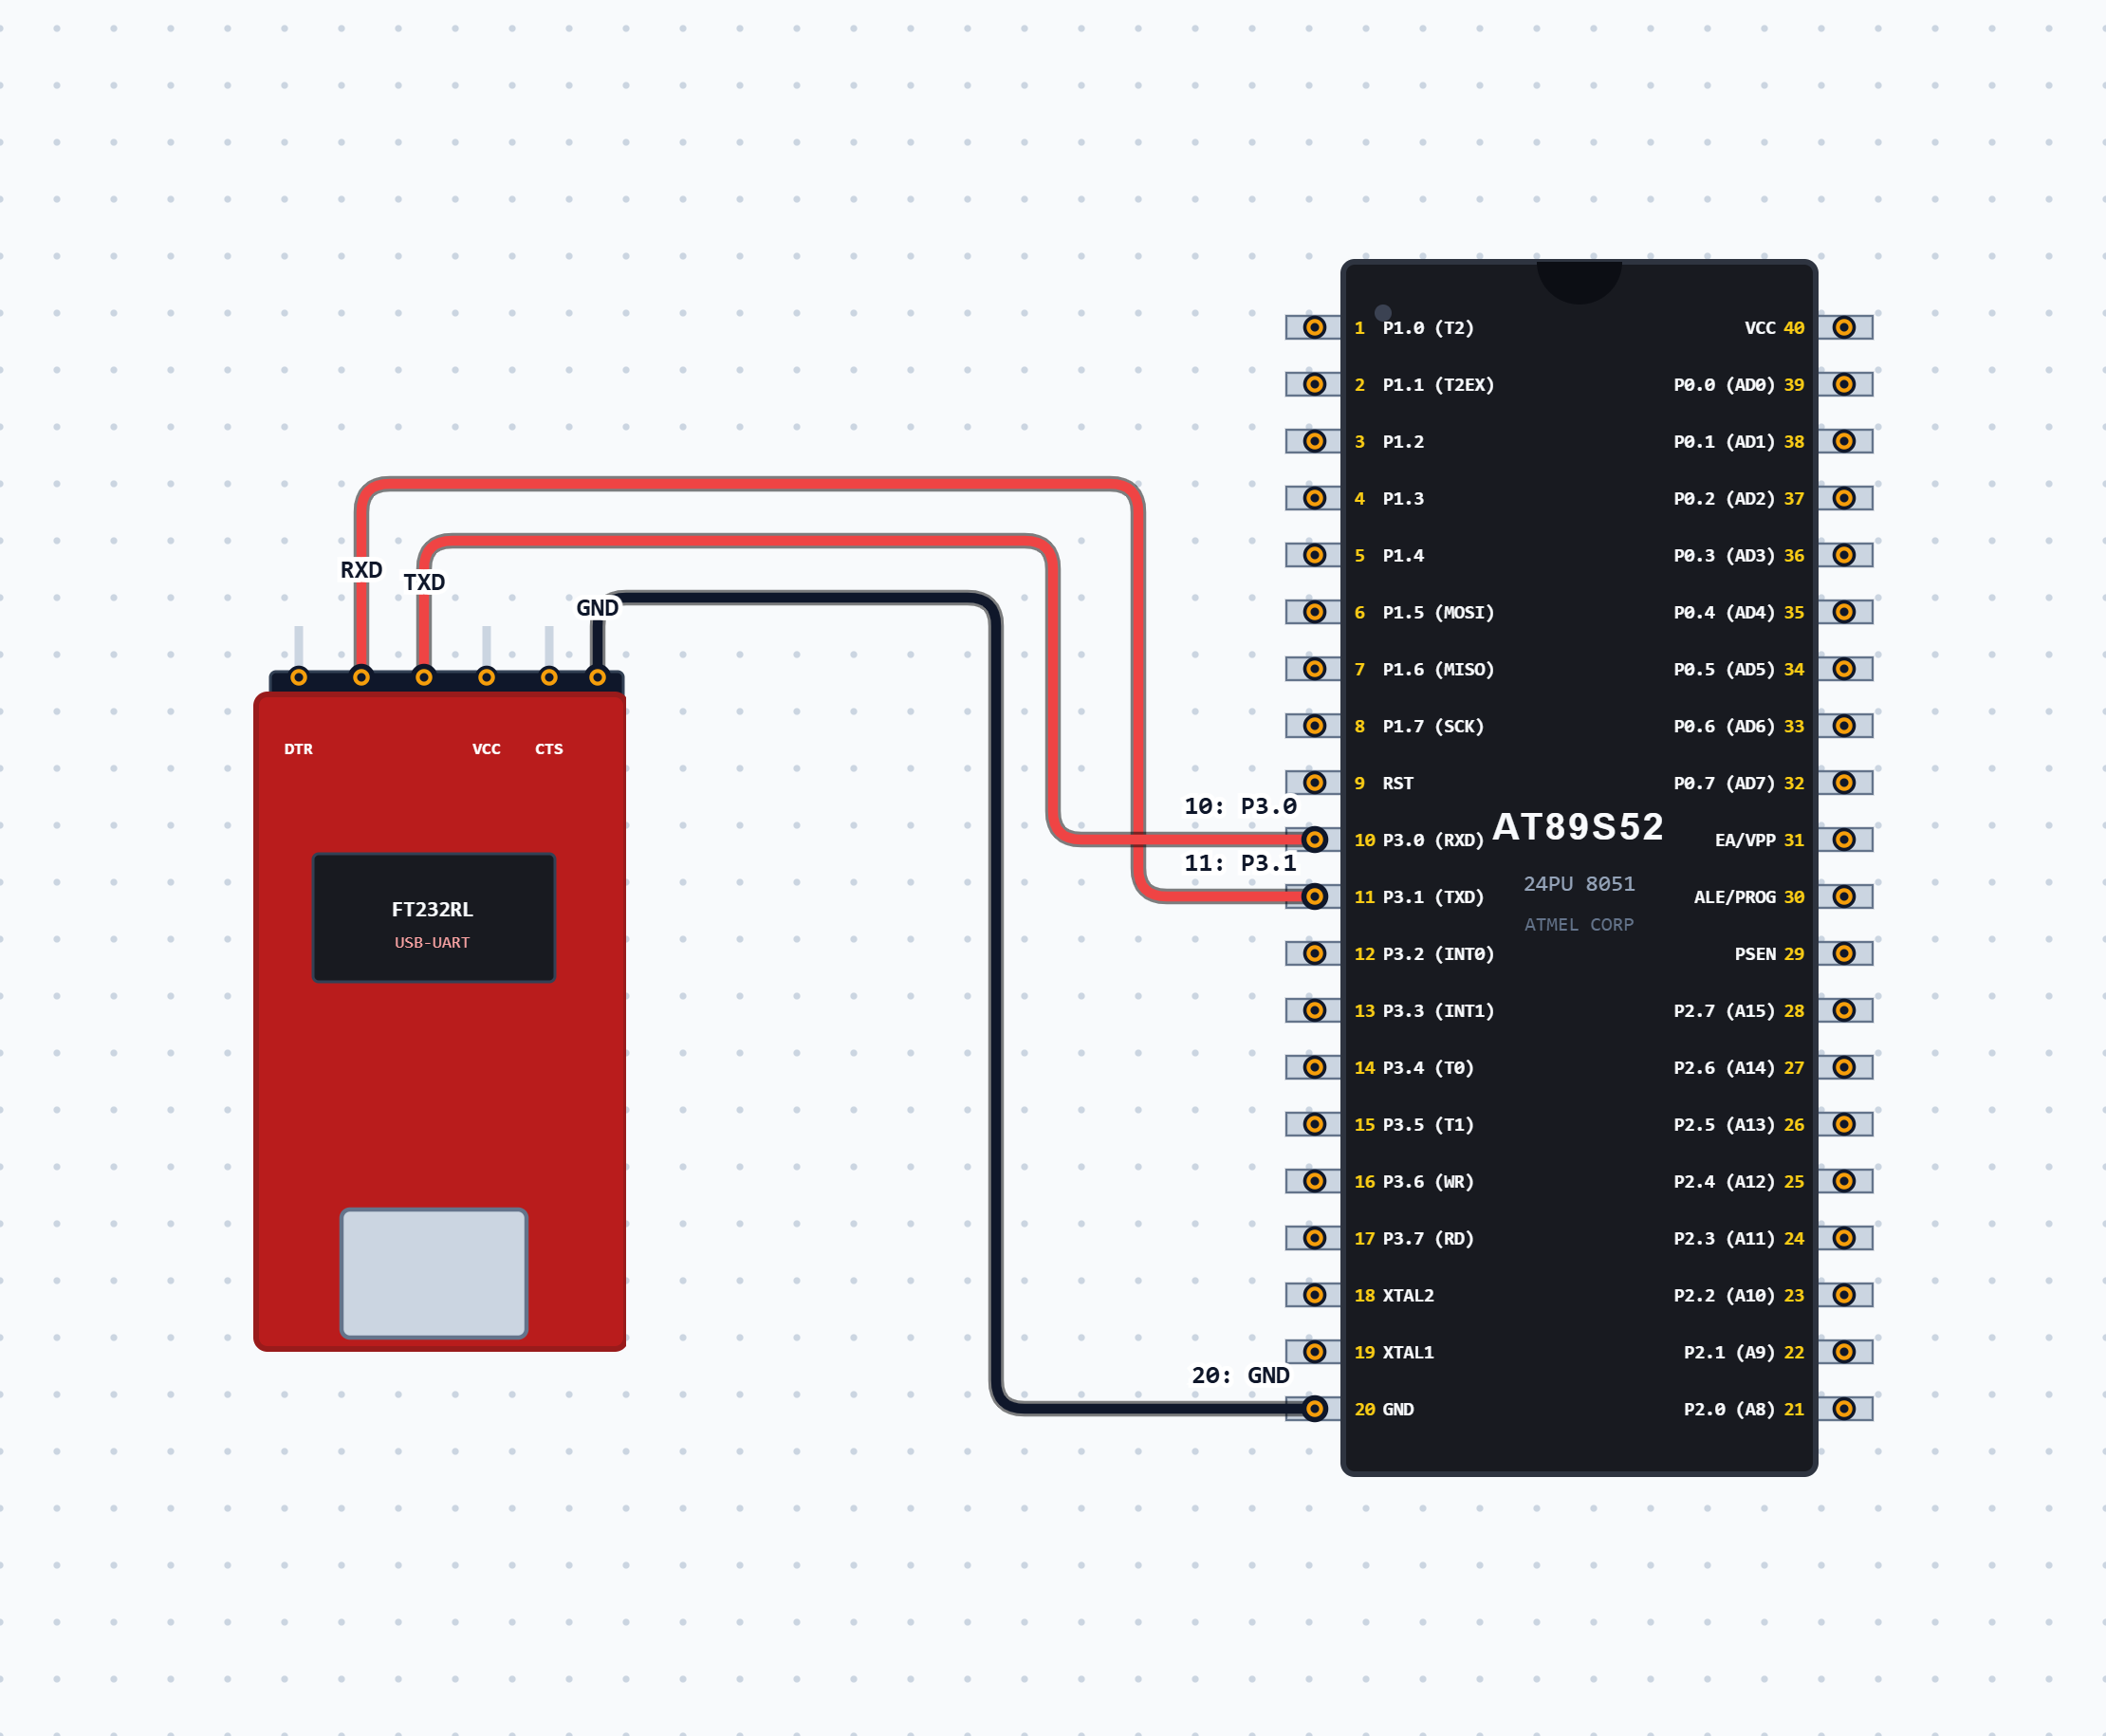 RXD
TXD
GND
DTR
VCC
CTS
FT232RL
USB-UART
10: P3.0
11: P3.1
20: GND
1 P1.0 (T2)
2 P1.1 (T2EX)
3 P1.2
4 P1.3
5 P1.4
6 P1.5 (MOSI)
7 P1.6 (MISO)
8 P1.7 (SCK)
9 RST
10 P3.0 (RXD)
11 P3.1 (TXD)
12 P3.2 (INT0)
13 P3.3 (INT1)
14 P3.4 (T0)
15 P3.5 (T1)
16 P3.6 (WR)
17 P3.7 (RD)
18 XTAL2
19 XTAL1
20 GND
AT89S52
24PU 8051
ATMEL CORP
VCC 40
P0.0 (AD0) 39
P0.1 (AD1) 38
P0.2 (AD2) 37
P0.3 (AD3) 36
P0.4 (AD4) 35
P0.5 (AD5) 34
P0.6 (AD6) 33
P0.7 (AD7) 32
EA/VPP 31
ALE/PROG 30
PSEN 29
P2.7 (A15) 28
P2.6 (A14) 27
P2.5 (A13) 26
P2.4 (A12) 25
P2.3 (A11) 24
P2.2 (A10) 23
P2.1 (A9) 22
P2.0 (A8) 21